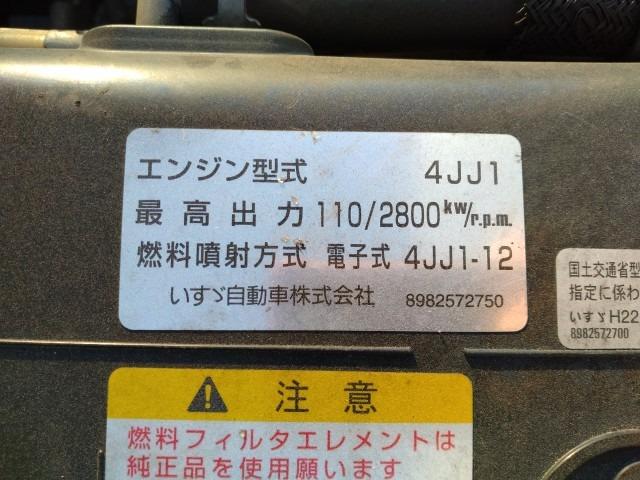 エンジン型式 4JJ1
最高出力 110/2800kw/r.p.m.
燃料噴射方式 電子式 4JJ1-12
いすゞ自動車株式会社 8982572750
国土交通省型
指定に係わ
いすゞH22
8982572700
注意
燃料フィルタエレメントは
純正品を使用願います